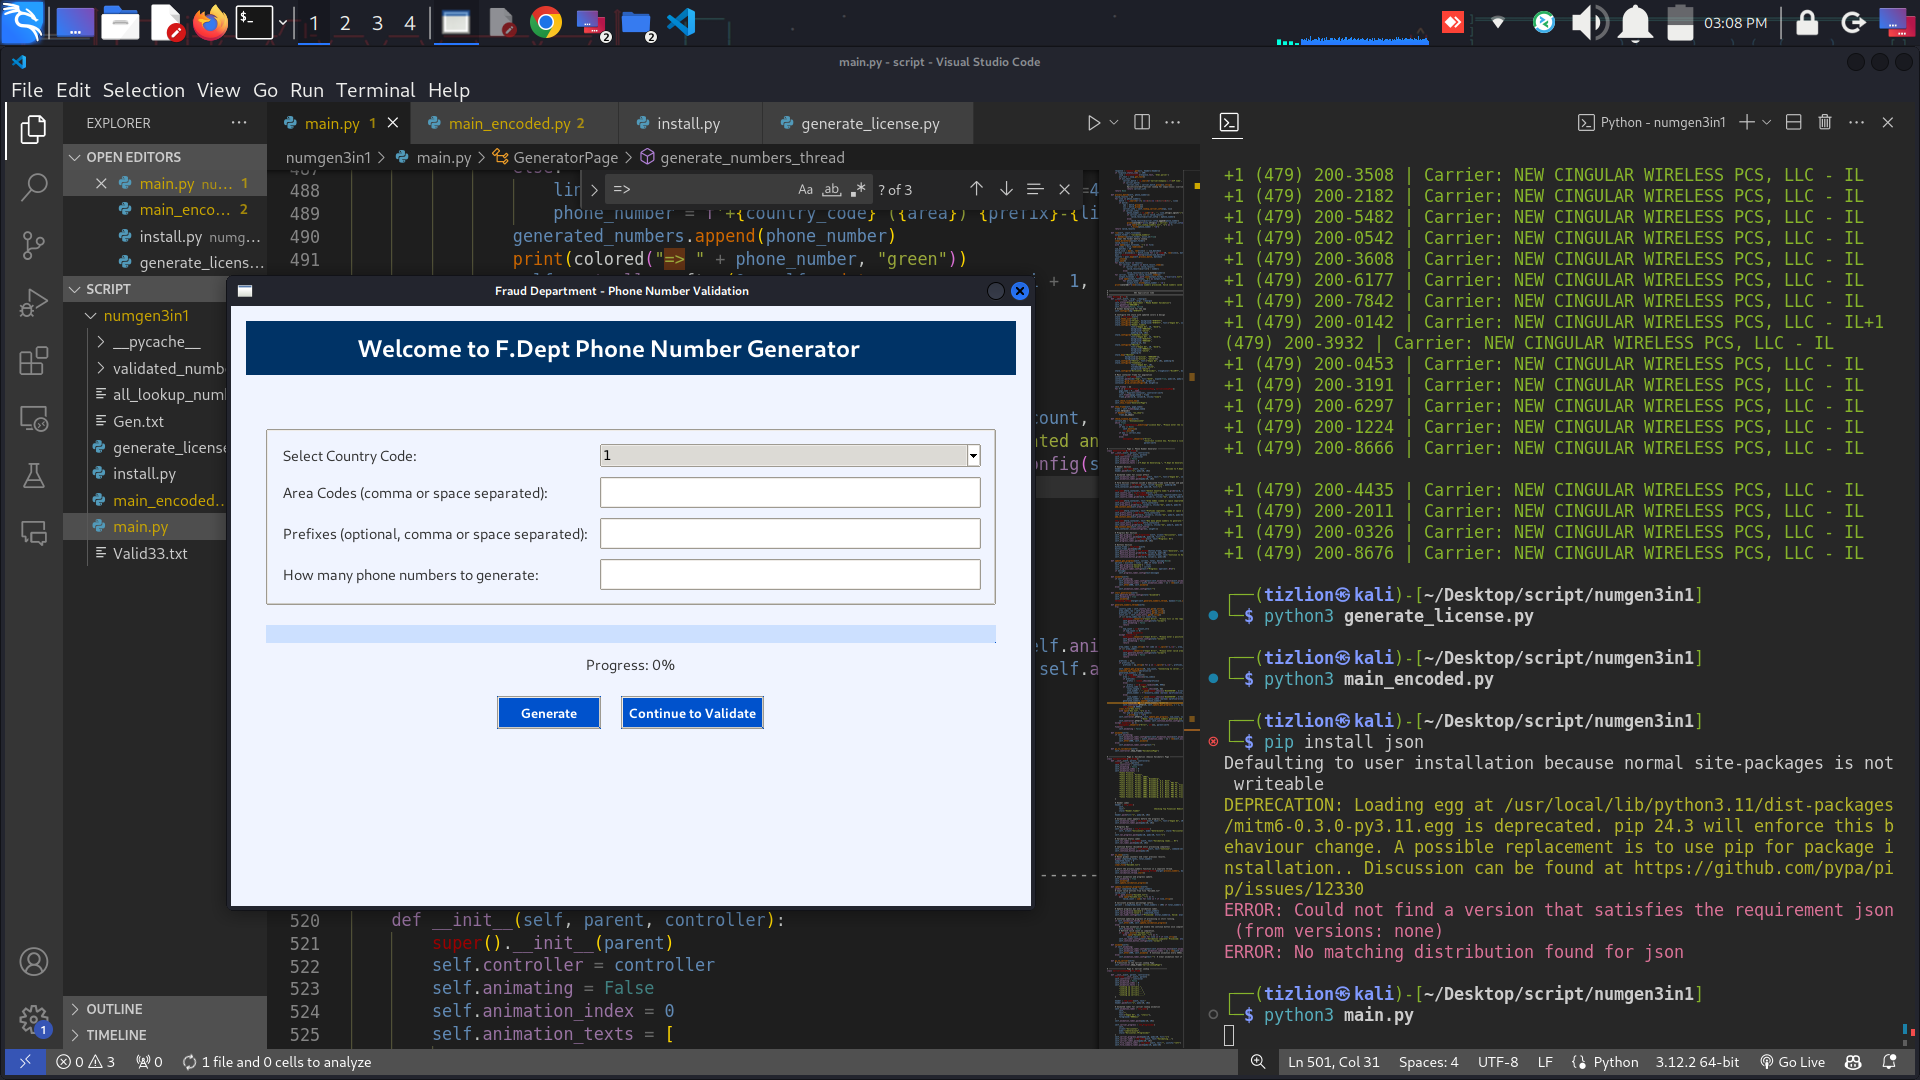 1 2 3 4
2
2
03:08 PM
main.py - script - Visual Studio Code
File Edit Selection View Go Run Terminal Help
EXPLORER
main.py 1
main_encoded.py 2
install.py
generate_license.py
Python - numgen3in1
OPEN EDITORS
numgen3in1 > main.py > GeneratorPage > generate_numbers_thread
main.py nu... 1
main_enco... 2
install.py numg...
generate_licens...
=>
Aa ab
? of 3
488 lin
489 phone_number = f"+{country_code} ({area}) {prefix}-{li
490 generated_numbers.append(phone_number)
491 print(colored("=> " + phone_number, "green"))
i + 1,
SCRIPT
numgen3in1
__pycache__
validated_numb
all_lookup_num
Gen.txt
generate_license
install.py
main_encoded...
main.py
Valid33.txt
Fraud Department - Phone Number Validation
Welcome to F.Dept Phone Number Generator
Select Country Code:
1
Area Codes (comma or space separated):
Prefixes (optional, comma or space separated):
How many phone numbers to generate:
Progress: 0%
Generate
Continue to Validate
ount,
ted an
onfig(s
elf.ani
self.a
520 def __init__(self, parent, controller):
521 super().__init__(parent)
522 self.controller = controller
523 self.animating = False
524 self.animation_index = 0
525 self.animation_texts = [
+1 (479) 200-3508 | Carrier: NEW CINGULAR WIRELESS PCS, LLC - IL
+1 (479) 200-2182 | Carrier: NEW CINGULAR WIRELESS PCS, LLC - IL
+1 (479) 200-5482 | Carrier: NEW CINGULAR WIRELESS PCS, LLC - IL
+1 (479) 200-0542 | Carrier: NEW CINGULAR WIRELESS PCS, LLC - IL
+1 (479) 200-3608 | Carrier: NEW CINGULAR WIRELESS PCS, LLC - IL
+1 (479) 200-6177 | Carrier: NEW CINGULAR WIRELESS PCS, LLC - IL
+1 (479) 200-7842 | Carrier: NEW CINGULAR WIRELESS PCS, LLC - IL
+1 (479) 200-0142 | Carrier: NEW CINGULAR WIRELESS PCS, LLC - IL+1
(479) 200-3932 | Carrier: NEW CINGULAR WIRELESS PCS, LLC - IL
+1 (479) 200-0453 | Carrier: NEW CINGULAR WIRELESS PCS, LLC - IL
+1 (479) 200-3191 | Carrier: NEW CINGULAR WIRELESS PCS, LLC - IL
+1 (479) 200-6297 | Carrier: NEW CINGULAR WIRELESS PCS, LLC - IL
+1 (479) 200-1224 | Carrier: NEW CINGULAR WIRELESS PCS, LLC - IL
+1 (479) 200-8666 | Carrier: NEW CINGULAR WIRELESS PCS, LLC - IL
+1 (479) 200-4435 | Carrier: NEW CINGULAR WIRELESS PCS, LLC - IL
+1 (479) 200-2011 | Carrier: NEW CINGULAR WIRELESS PCS, LLC - IL
+1 (479) 200-0326 | Carrier: NEW CINGULAR WIRELESS PCS, LLC - IL
+1 (479) 200-8676 | Carrier: NEW CINGULAR WIRELESS PCS, LLC - IL
┌──(tizlion㉿kali)-[~/Desktop/script/numgen3in1]
└─$ python3 generate_license.py
┌──(tizlion㉿kali)-[~/Desktop/script/numgen3in1]
└─$ python3 main_encoded.py
┌──(tizlion㉿kali)-[~/Desktop/script/numgen3in1]
└─$ pip install json
Defaulting to user installation because normal site-packages is not
writeable
DEPRECATION: Loading egg at /usr/local/lib/python3.11/dist-packages
/mitm6-0.3.0-py3.11.egg is deprecated. pip 24.3 will enforce this b
ehaviour change. A possible replacement is to use pip for package i
nstallation.. Discussion can be found at https://github.com/pypa/pi
p/issues/12330
ERROR: Could not find a version that satisfies the requirement json
(from versions: none)
ERROR: No matching distribution found for json
┌──(tizlion㉿kali)-[~/Desktop/script/numgen3in1]
└─$ python3 main.py
OUTLINE
TIMELINE
1
0 3 0 1 file and 0 cells to analyze
Ln 501, Col 31 Spaces: 4 UTF-8 LF Python 3.12.2 64-bit Go Live